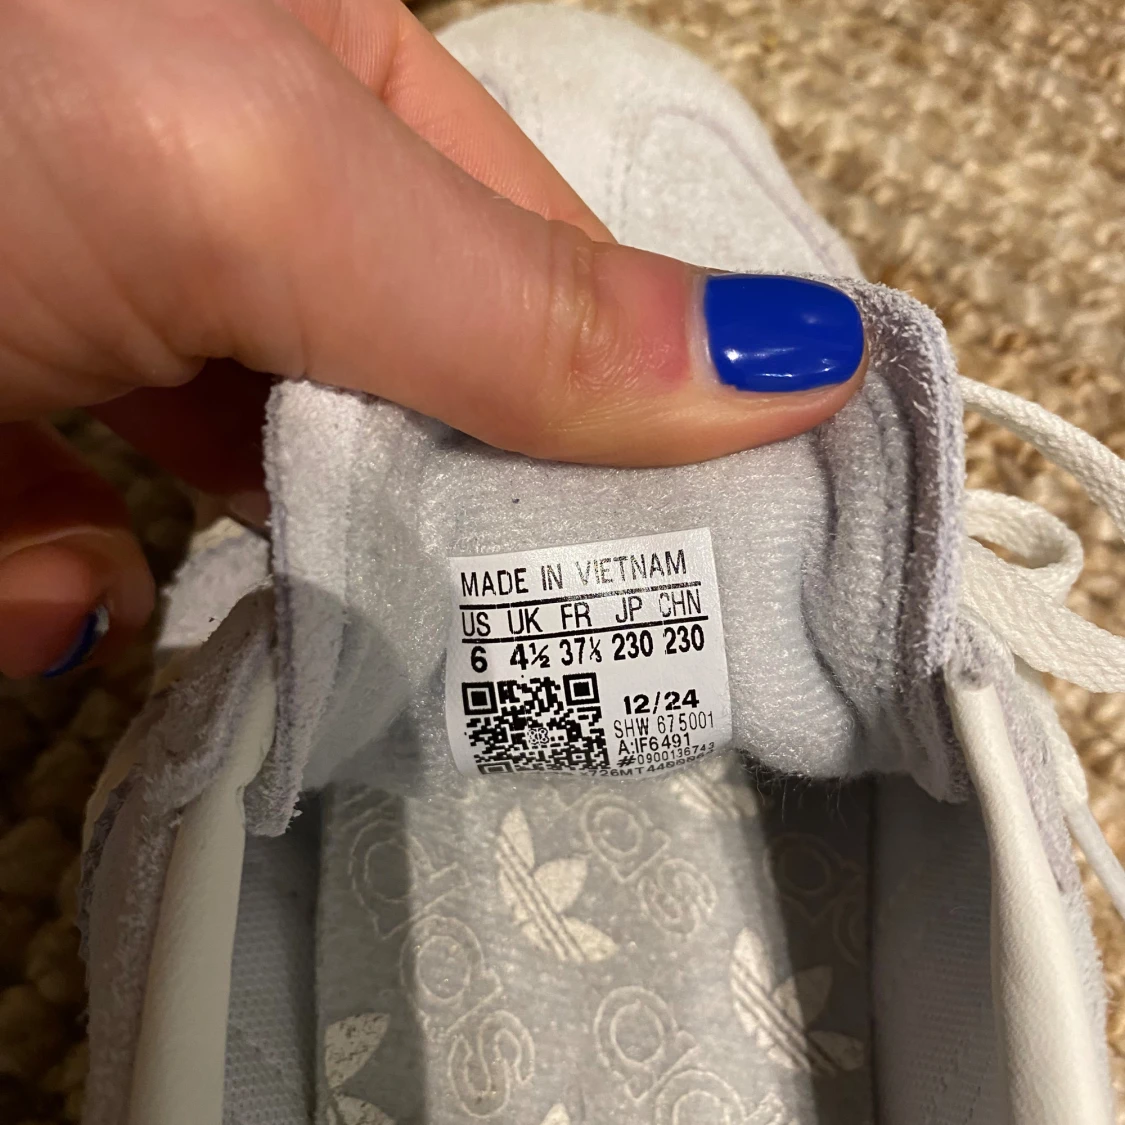 MADE IN VIETNAM
US UK FR JP CHN
6 4½ 37⅓ 230 230
12/24
SHW 675001
A:IF6491
#0900136743
adidas